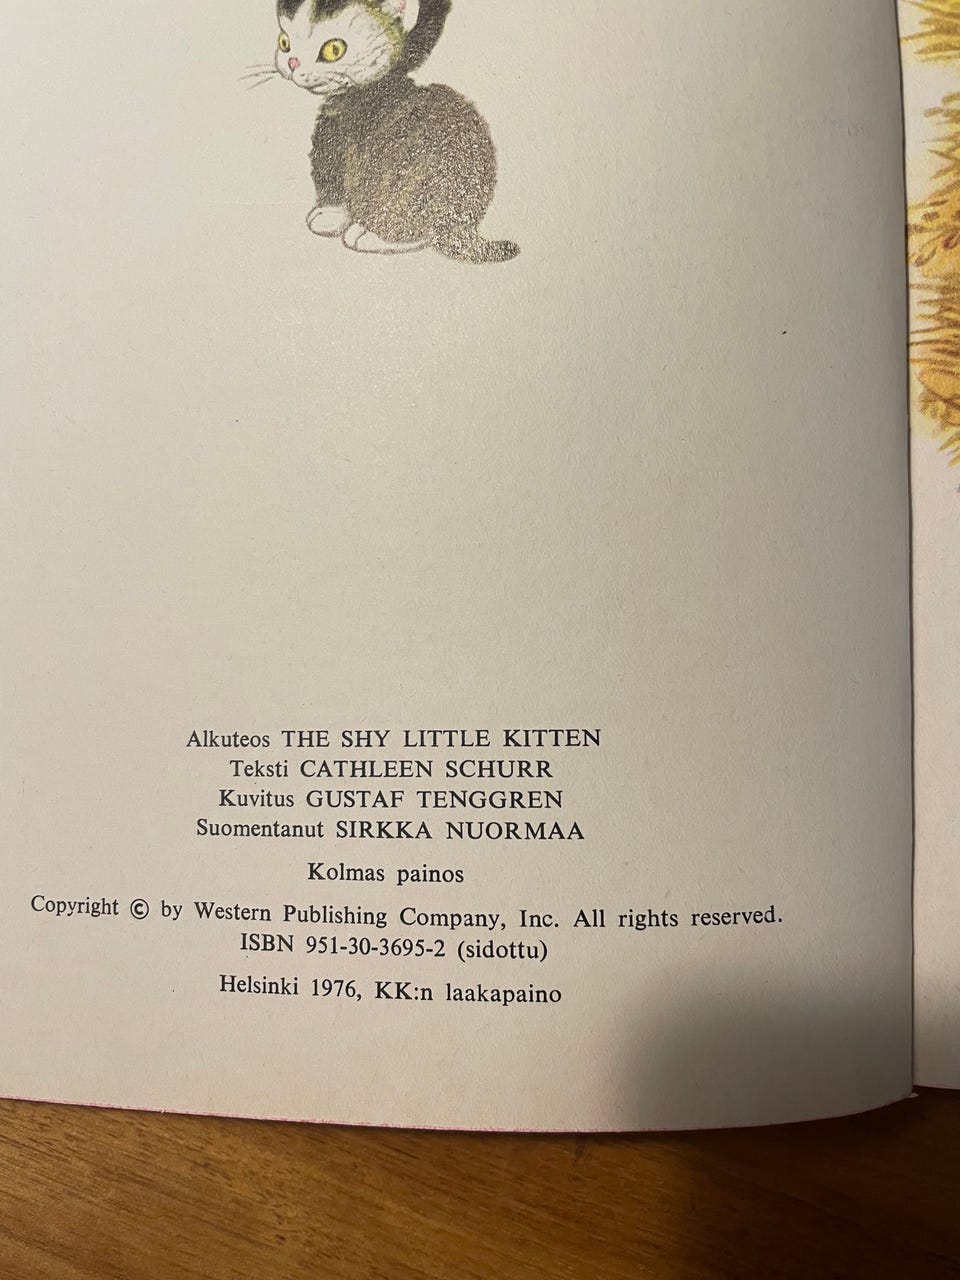 Alkuteos THE SHY LITTLE KITTEN
Teksti CATHLEEN SCHURR
Kuvitus GUSTAF TENGGREN
Suomentanut SIRKKA NUORMAA
Kolmas painos
Copyright © by Western Publishing Company, Inc. All rights reserved.
ISBN 951-30-3695-2 (sidottu)
Helsinki 1976, KK:n laakapaino